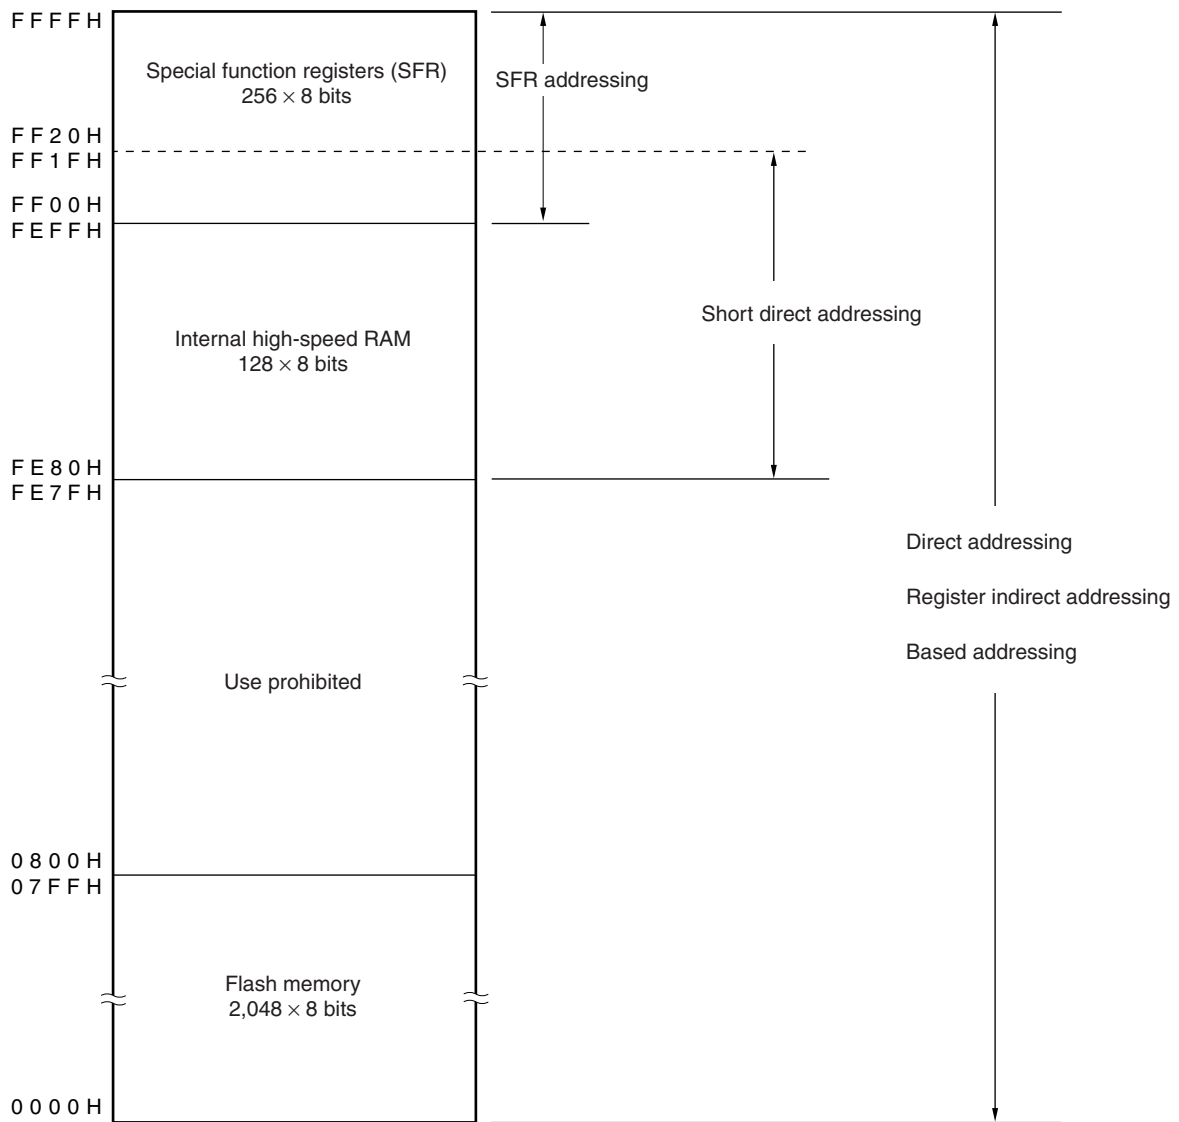 FFFFH
Special function registers (SFR)
256 × 8 bits
SFR addressing
FF20H
FF1FH
FF00H
FEFFH
Internal high-speed RAM
128 × 8 bits
Short direct addressing
FE80H
FE7FH
Direct addressing
Register indirect addressing
Based addressing
Use prohibited
0800H
07FFH
Flash memory
2,048 × 8 bits
0000H